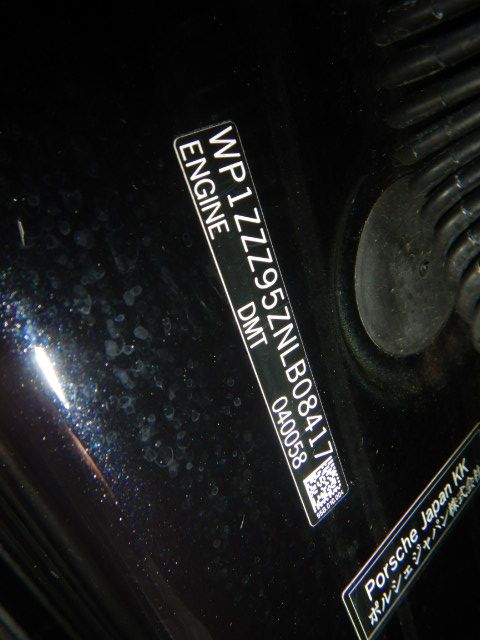 WP1ZZZ95ZNLB08417
ENGINE DMT 040058
Porsche Japan KK
ポルシェジャパン株式会社